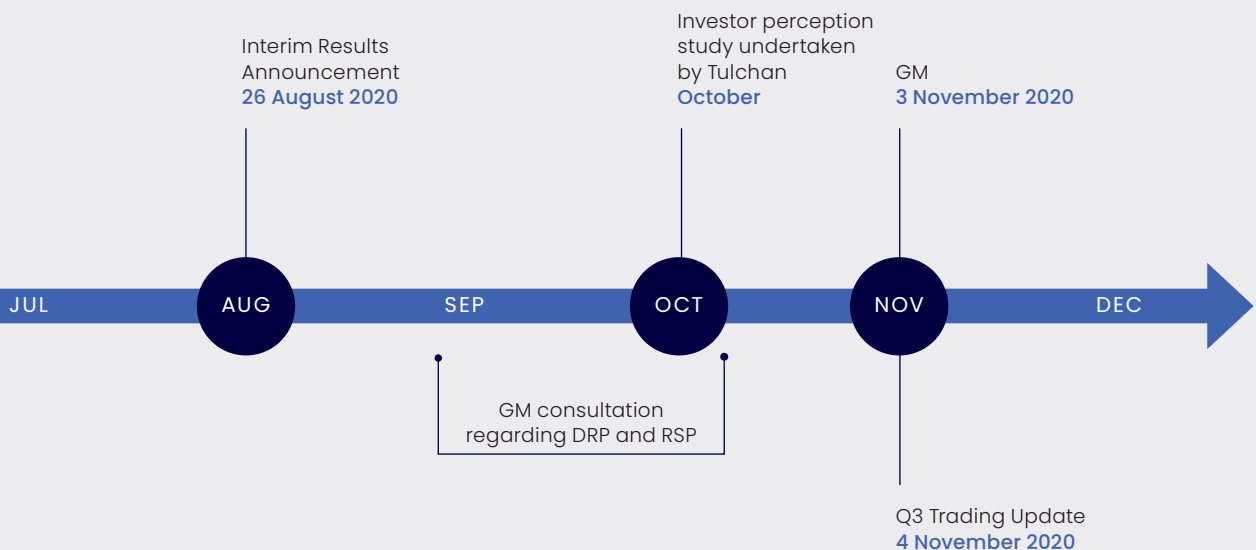 Interim Results
Announcement
26 August 2020
Investor perception
study undertaken
by Tulchan
October
GM
3 November 2020
JUL
AUG
SEP
OCT
NOV
DEC
GM consultation
regarding DRP and RSP
Q3 Trading Update
4 November 2020